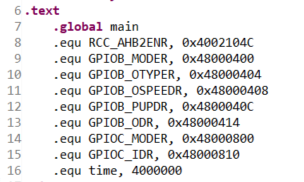 6 .text
7 .global main
8 .equ RCC_AHB2ENR, 0x4002104C
9 .equ GPIOB_MODER, 0x48000400
10 .equ GPIOB_OTYPER, 0x48000404
11 .equ GPIOB_OSPEEDR, 0x48000408
12 .equ GPIOB_PUPDR, 0x4800040C
13 .equ GPIOB_ODR, 0x48000414
14 .equ GPIOC_MODER, 0x48000800
15 .equ GPIOC_IDR, 0x48000810
16 .equ time, 4000000